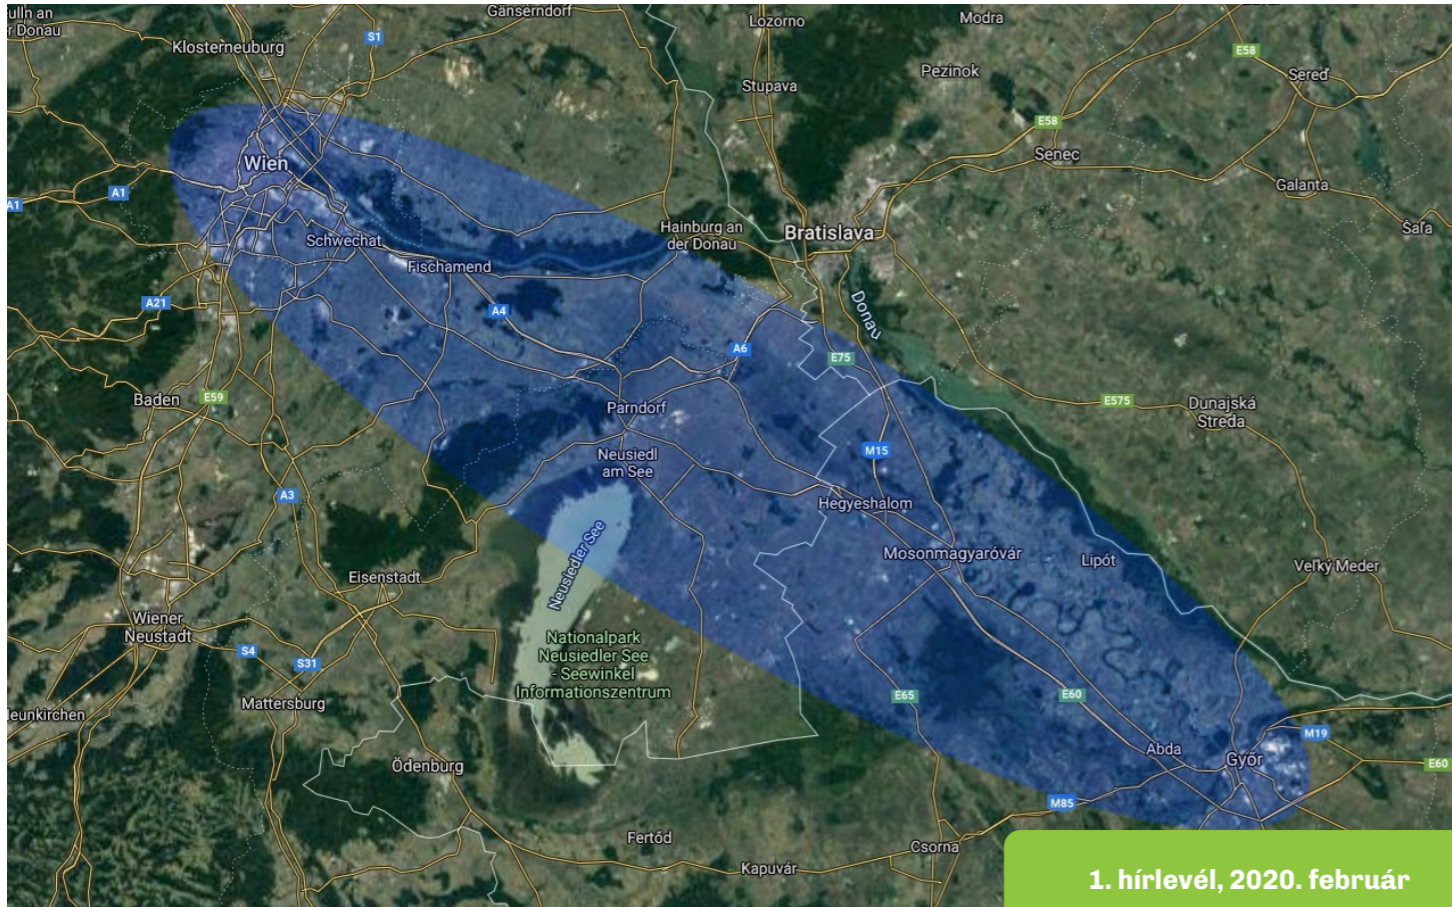 ulln an
r Donau
Gänserndorf
Lozorno
Modra
Klosterneuburg
S1
E58
Pezinok
Sereď
Stupava
E58
Wien
Senec
A1
Galanta
A1
Šaľa
Hainburg an
der Donau
Bratislava
Schwechat
Fischamend
A21
A4
Donau
A6
E75
Baden
E59
Parndorf
E575
Dunajská
Streda
Neusiedl
am See
M15
A3
Hegyeshalom
Mosonmagyaróvár
Lipót
Neusiedler See
Veľký Meder
Eisenstadt
Wiener
Neustadt
Nationalpark
Neusiedler See
- Seewinkel
Informationszentrum
S4
S31
E65
E60
Mattersburg
leunkirchen
M19
Abda
Győr
E60
Ödenburg
M85
Fertőd
Csorna
Kapuvár
1. hírlevél, 2020. február